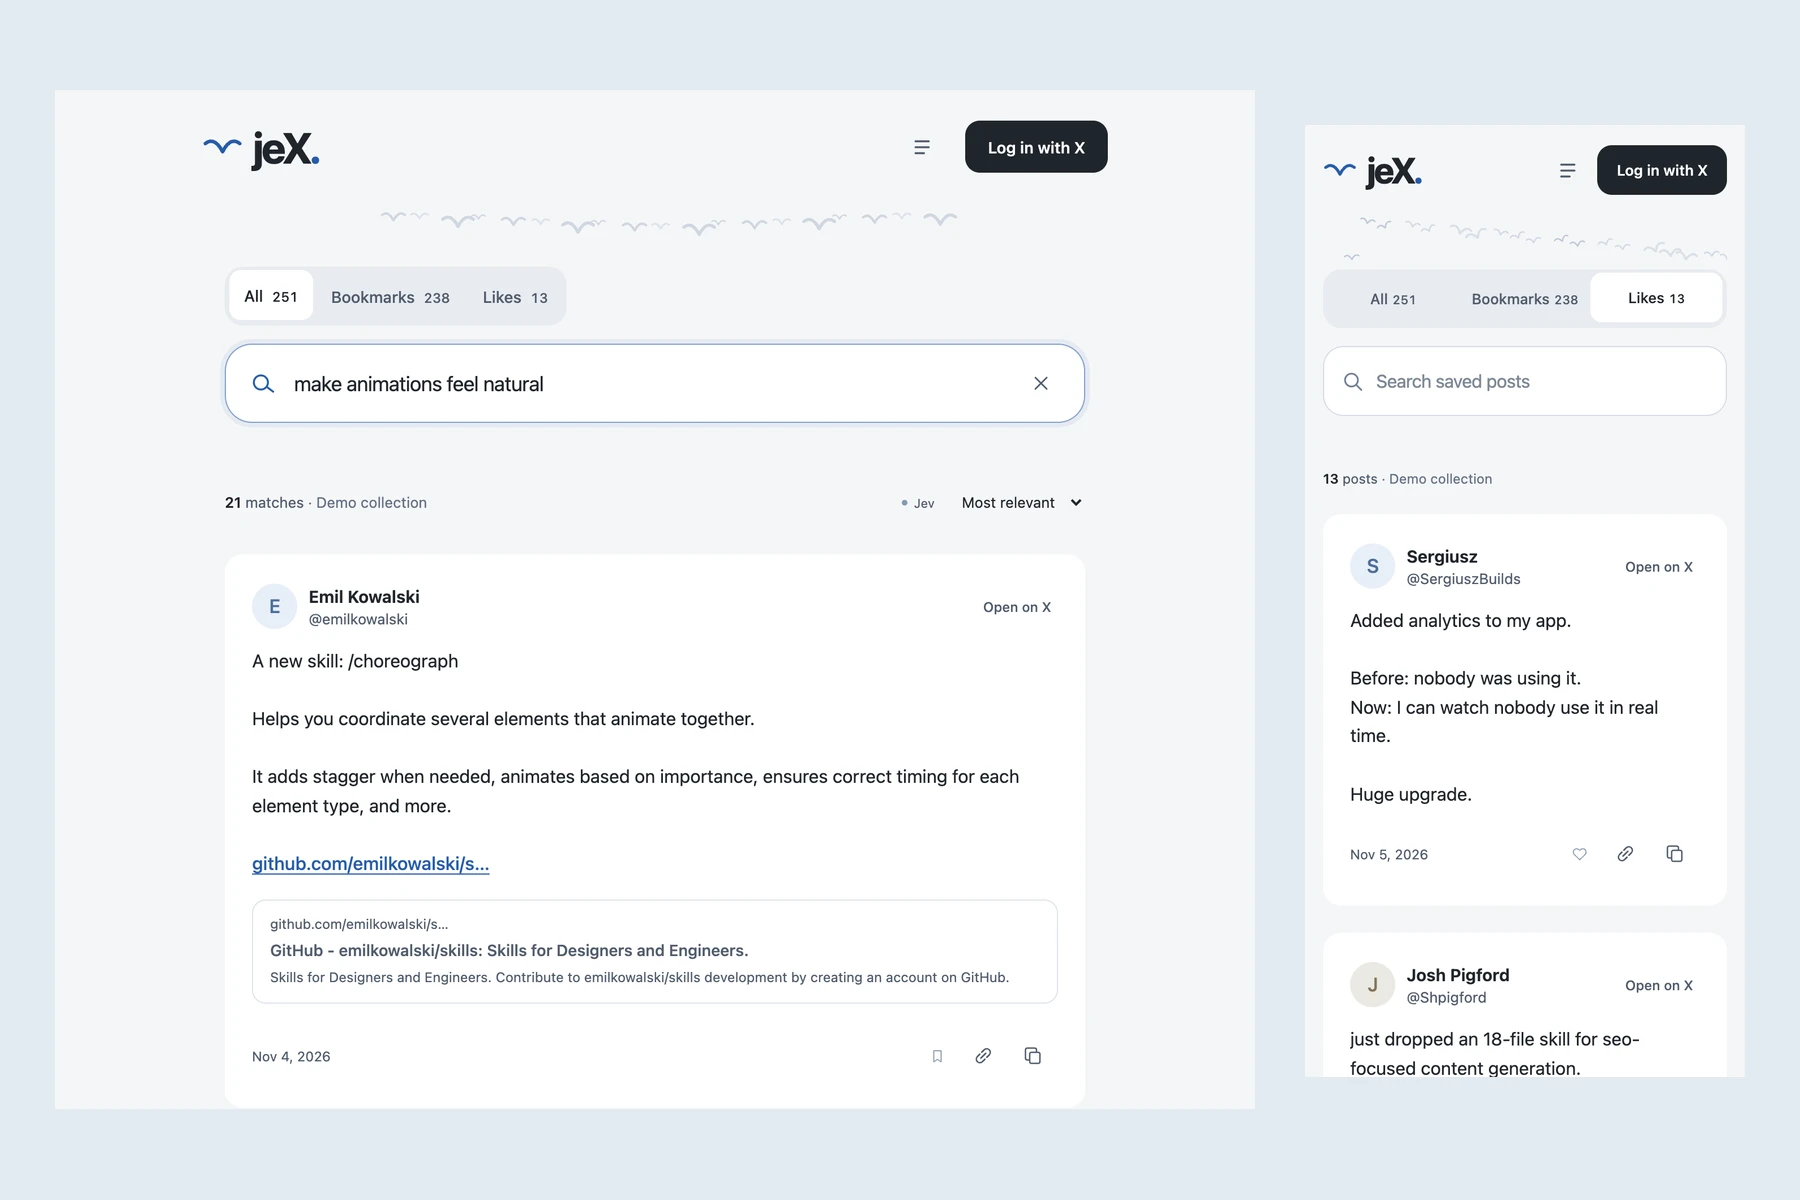 jeX.
Log in with X
All 251
Bookmarks 238
Likes 13
make animations feel natural
21 matches · Demo collection
Jev
Most relevant
E
Emil Kowalski
@emilkowalski
Open on X
A new skill: /choreograph
Helps you coordinate several elements that animate together.
It adds stagger when needed, animates based on importance, ensures correct timing for each
element type, and more.
github.com/emilkowalski/s...
github.com/emilkowalski/s...
GitHub - emilkowalski/skills: Skills for Designers and Engineers.
Skills for Designers and Engineers. Contribute to emilkowalski/skills development by creating an account on GitHub.
Nov 4, 2026
jeX.
Log in with X
All 251
Bookmarks 238
Likes 13
Search saved posts
13 posts · Demo collection
S
Sergiusz
@SergiuszBuilds
Open on X
Added analytics to my app.
Before: nobody was using it.
Now: I can watch nobody use it in real
time.
Huge upgrade.
Nov 5, 2026
J
Josh Pigford
@Shpigford
Open on X
just dropped an 18-file skill for seo-
focused content generation.